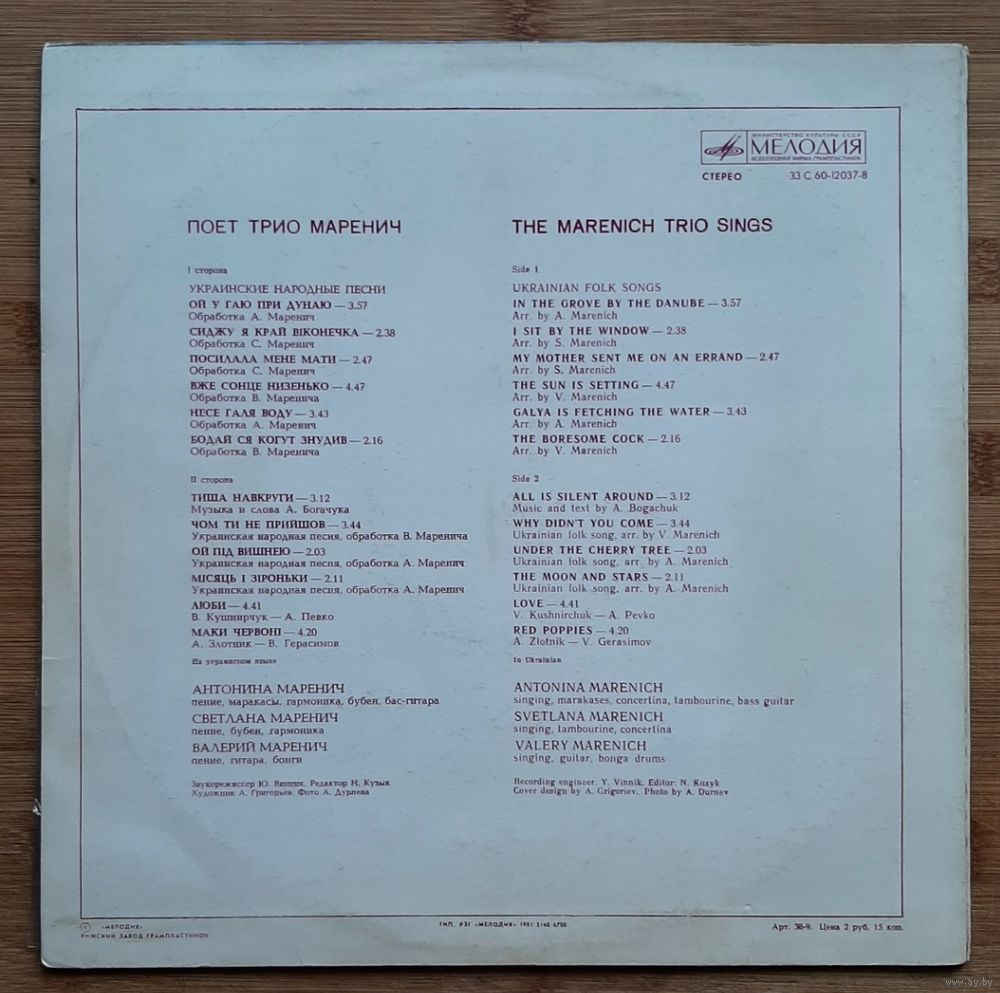 МИНИСТЕРСТВО КУЛЬТУРЫ СССР
МЕЛОДИЯ
ВСЕСОЮЗНАЯ ФИРМА ГРАМПЛАСТИНОК
СТЕРЕО 33 С 60-12037-8
ПОЕТ ТРИО МАРЕНИЧ
I сторона
УКРАИНСКИЕ НАРОДНЫЕ ПЕСНИ
ОЙ У ГАЮ ПРИ ДУНАЮ — 3.57
Обработка А. Маренич
СИДЖУ Я КРАЙ ВІКОНЕЧКА — 2.38
Обработка С. Маренич
ПОСИЛАЛА МЕНЕ МАТИ — 2.47
Обработка С. Маренич
ВЖЕ СОНЦЕ НИЗЕНЬКО — 4.47
Обработка В. Маренича
НЕСЕ ГАЛЯ ВОДУ — 3.43
Обработка А. Маренич
БОДАЙ СЯ КОГУТ ЗНУДИВ — 2.16
Обработка В. Маренича
II сторона
ТИША НАВКРУГИ — 3.12
Музыка и слова А. Богачука
ЧОМ ТИ НЕ ПРИЙШОВ — 3.44
Украинская народная песня, обработка В. Маренича
ОЙ ПІД ВИШНЕЮ — 2.03
Украинская народная песня, обработка А. Маренич
МІСЯЦЬ І ЗІРОНЬКИ — 2.11
Украинская народная песня, обработка А. Маренич
ЛЮБИ — 4.41
В. Кушнирчук — А. Певко
МАКИ ЧЕРВОНІ — 4.20
А. Злотник — В. Герасимов
На украинском языке
АНТОНИНА МАРЕНИЧ
пение, маракасы, гармоника, бубен, бас-гитара
СВЕТЛАНА МАРЕНИЧ
пение, бубен, гармоника
ВАЛЕРИЙ МАРЕНИЧ
пение, гитара, бонги
Звукорежиссер Ю. Винник. Редактор Н. Кузык
Художник А. Григорьев. Фото А. Дурнева
THE MARENICH TRIO SINGS
Side 1
UKRAINIAN FOLK SONGS
IN THE GROVE BY THE DANUBE — 3.57
Arr. by A. Marenich
I SIT BY THE WINDOW — 2.38
Arr. by S. Marenich
MY MOTHER SENT ME ON AN ERRAND — 2.47
Arr. by S. Marenich
THE SUN IS SETTING — 4.47
Arr. by V. Marenich
GALYA IS FETCHING THE WATER — 3.43
Arr. by A. Marenich
THE BORESOME COCK — 2.16
Arr. by V. Marenich
Side 2
ALL IS SILENT AROUND — 3.12
Music and text by A. Bogachuk
WHY DIDN'T YOU COME — 3.44
Ukrainian folk song, arr. by V. Marenich
UNDER THE CHERRY TREE — 2.03
Ukrainian folk song, arr. by A. Marenich
THE MOON AND STARS — 2.11
Ukrainian folk song, arr. by A. Marenich
LOVE — 4.41
V. Kushnirchuk — A. Pevko
RED POPPIES — 4.20
A. Zlotnik — V. Gerasimov
In Ukrainian
ANTONINA MARENICH
singing, marakases, concertina, tambourine, bass guitar
SVETLANA MARENICH
singing, tambourine, concertina
VALERY MARENICH
singing, guitar, bonga drums
Recording engineer: Y. Vinnik. Editor: N. Kuzyk
Cover design by A. Grigoriev. Photo by A. Durnev
«МЕЛОДИЯ»
РИЖСКИЙ ЗАВОД ГРАМПЛАСТИНОК
ТИП. РЗГ «МЕЛОДИЯ» 1981
Арт. 38-9. Цена 2 руб. 15 коп.
www.ay.by